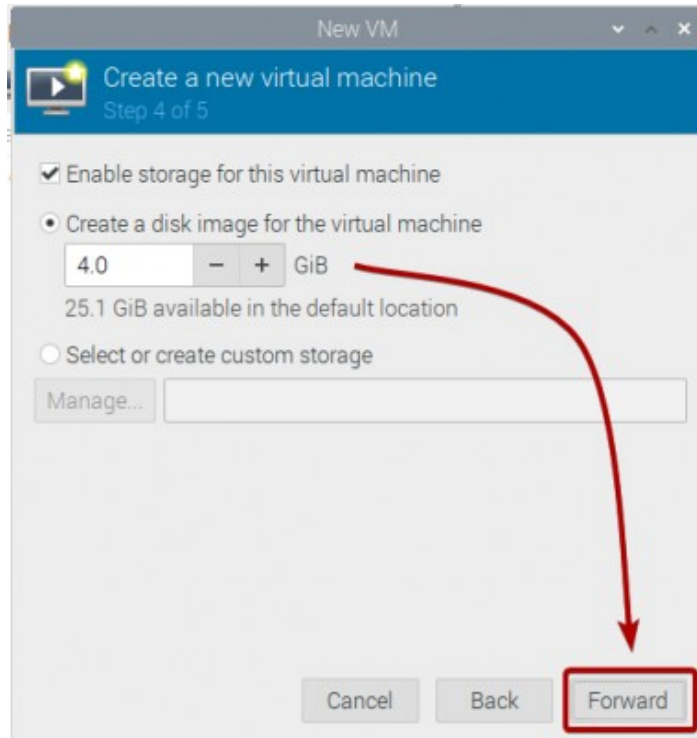 New VM
Create a new virtual machine
Step 4 of 5
Enable storage for this virtual machine
Create a disk image for the virtual machine
4.0 − + GiB
25.1 GiB available in the default location
Select or create custom storage
Manage...
Cancel Back Forward